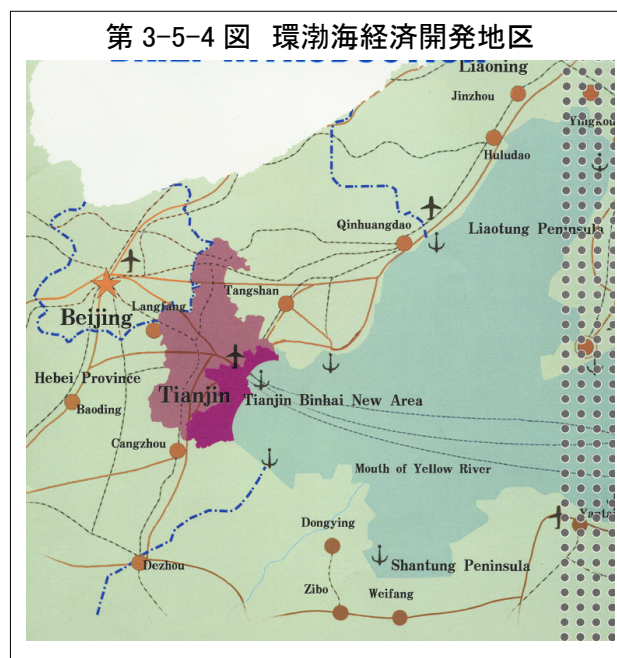 第 3-5-4 図 環渤海経済開発地区
Liaoning
Jinzhou
Huludao
Qinhuangdao
Liaotung Peninsula
Tangshan
Langfang
Beijing
Hebei Province
Tianjin
Tianjin Binhai New Area
Baoding
Cangzhou
Mouth of Yellow River
Dongying
Dezhou
Shantung Peninsula
Zibo
Weifang